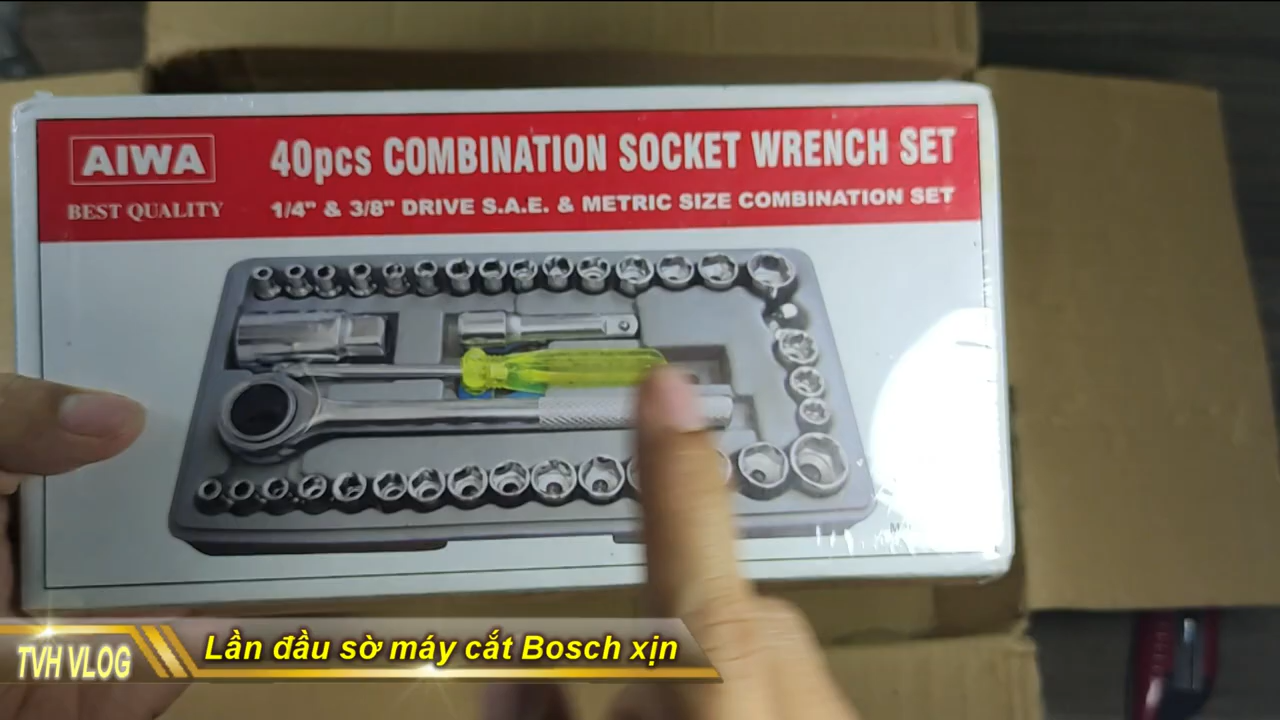 AIWA
BEST QUALITY
40pcs COMBINATION SOCKET WRENCH SET
1/4" & 3/8" DRIVE S.A.E. & METRIC SIZE COMBINATION SET
TVH VLOG
Lần đầu sờ máy cắt Bosch xịn